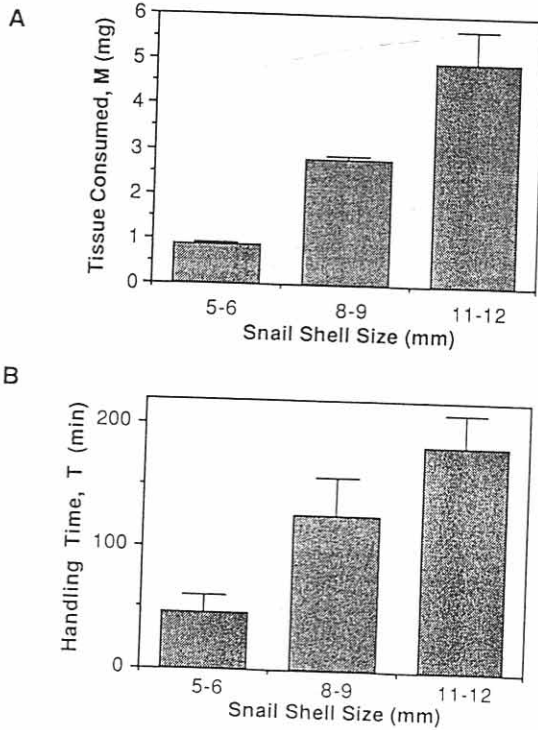 A
Tissue Consumed, M (mg)
6
5
4
3
2
1
0
5-6 8-9 11-12
Snail Shell Size (mm)
B
Handling Time, T (min)
200
100
0
5-6 8-9 11-12
Snail Shell Size (mm)